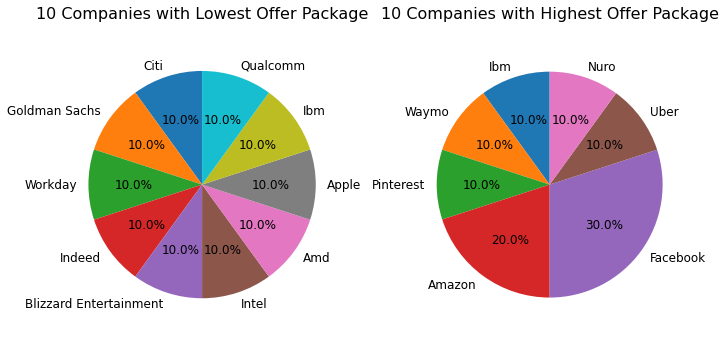 10 Companies with Lowest Offer Package
Citi
Qualcomm
Goldman Sachs
Ibm
10.0%
10.0%
10.0%
10.0%
Workday
10.0%
10.0%
Apple
10.0%
10.0%
Indeed
10.0%
10.0%
Amd
Blizzard Entertainment
Intel
10 Companies with Highest Offer Package
Ibm
Nuro
Waymo
Uber
10.0%
10.0%
10.0%
10.0%
Pinterest
10.0%
20.0%
30.0%
Amazon
Facebook